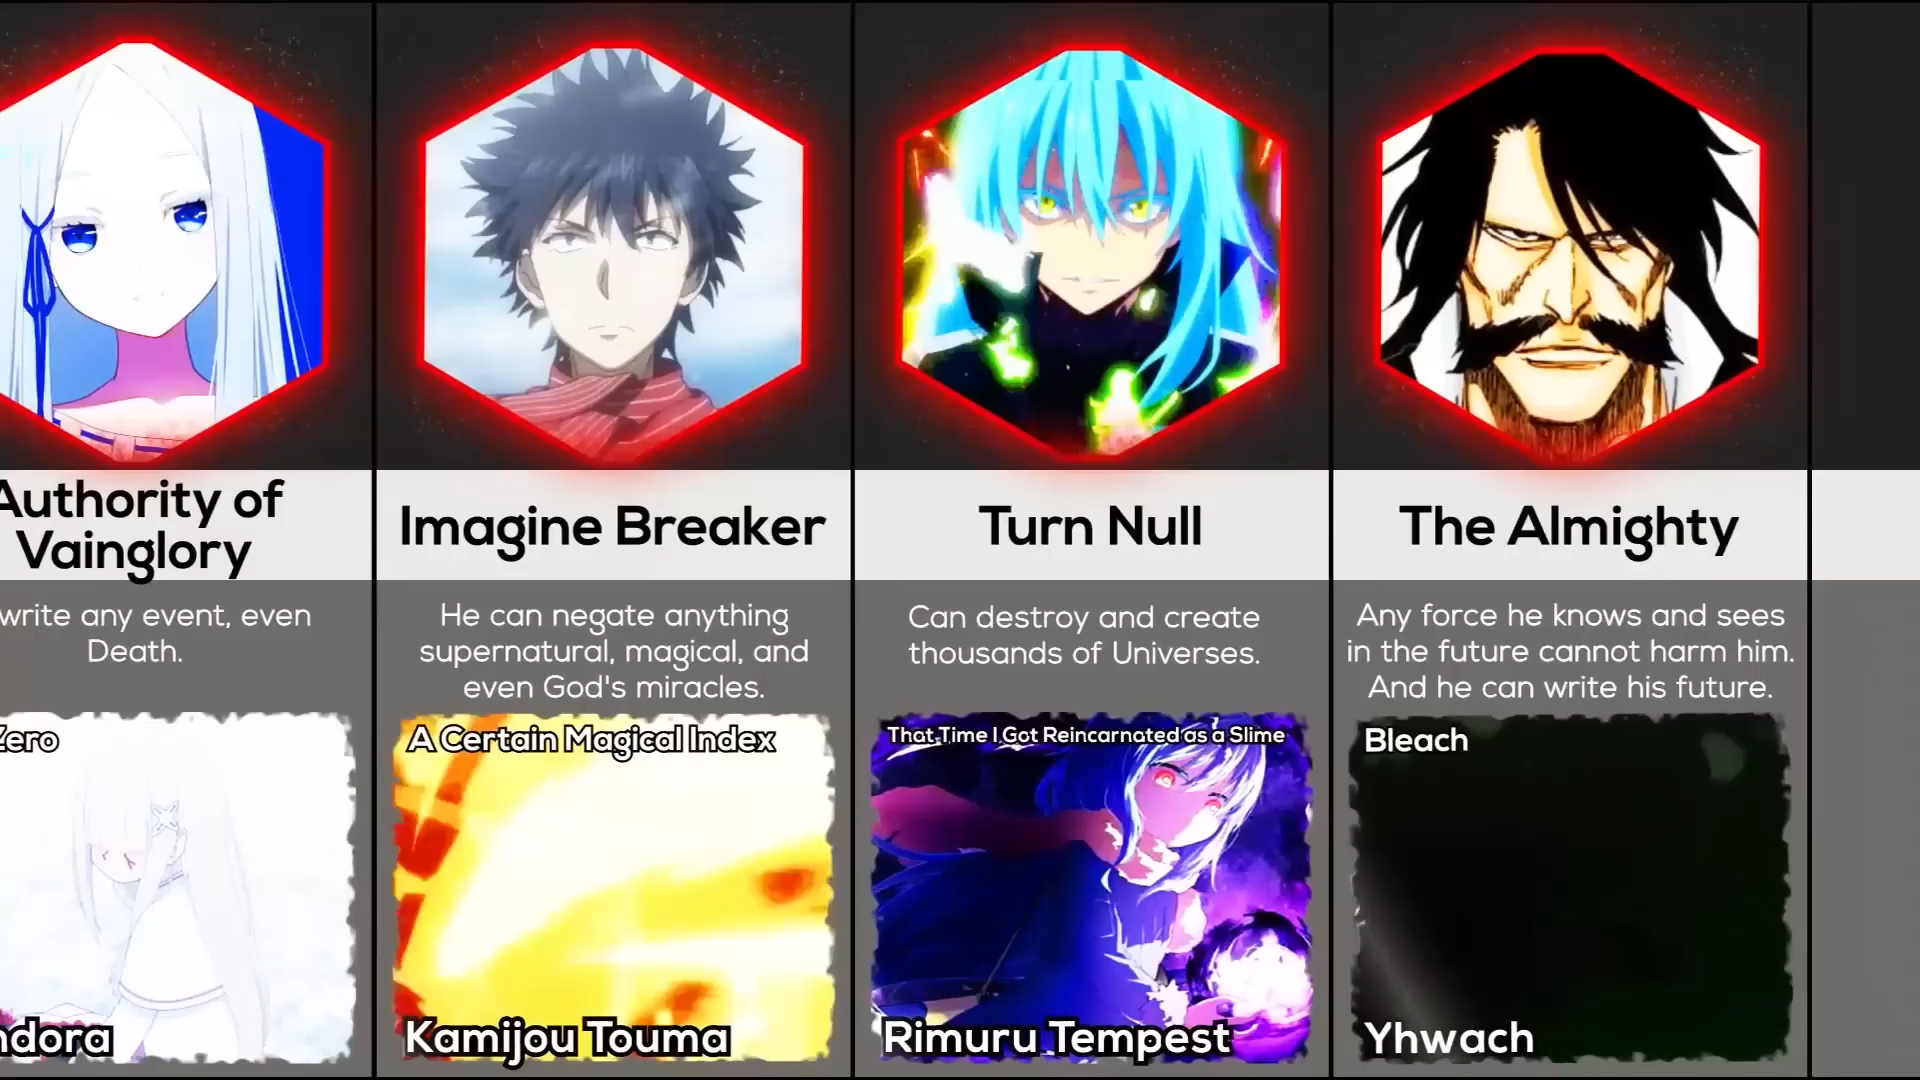 Authority of
Vainglory
write any event, even
Death.
Zero
ndora
Imagine Breaker
He can negate anything
supernatural, magical, and
even God's miracles.
A Certain Magical Index
Kamijou Touma
Turn Null
Can destroy and create
thousands of Universes.
That Time I Got Reincarnated as a Slime
Rimuru Tempest
The Almighty
Any force he knows and sees
in the future cannot harm him.
And he can write his future.
Bleach
Yhwach